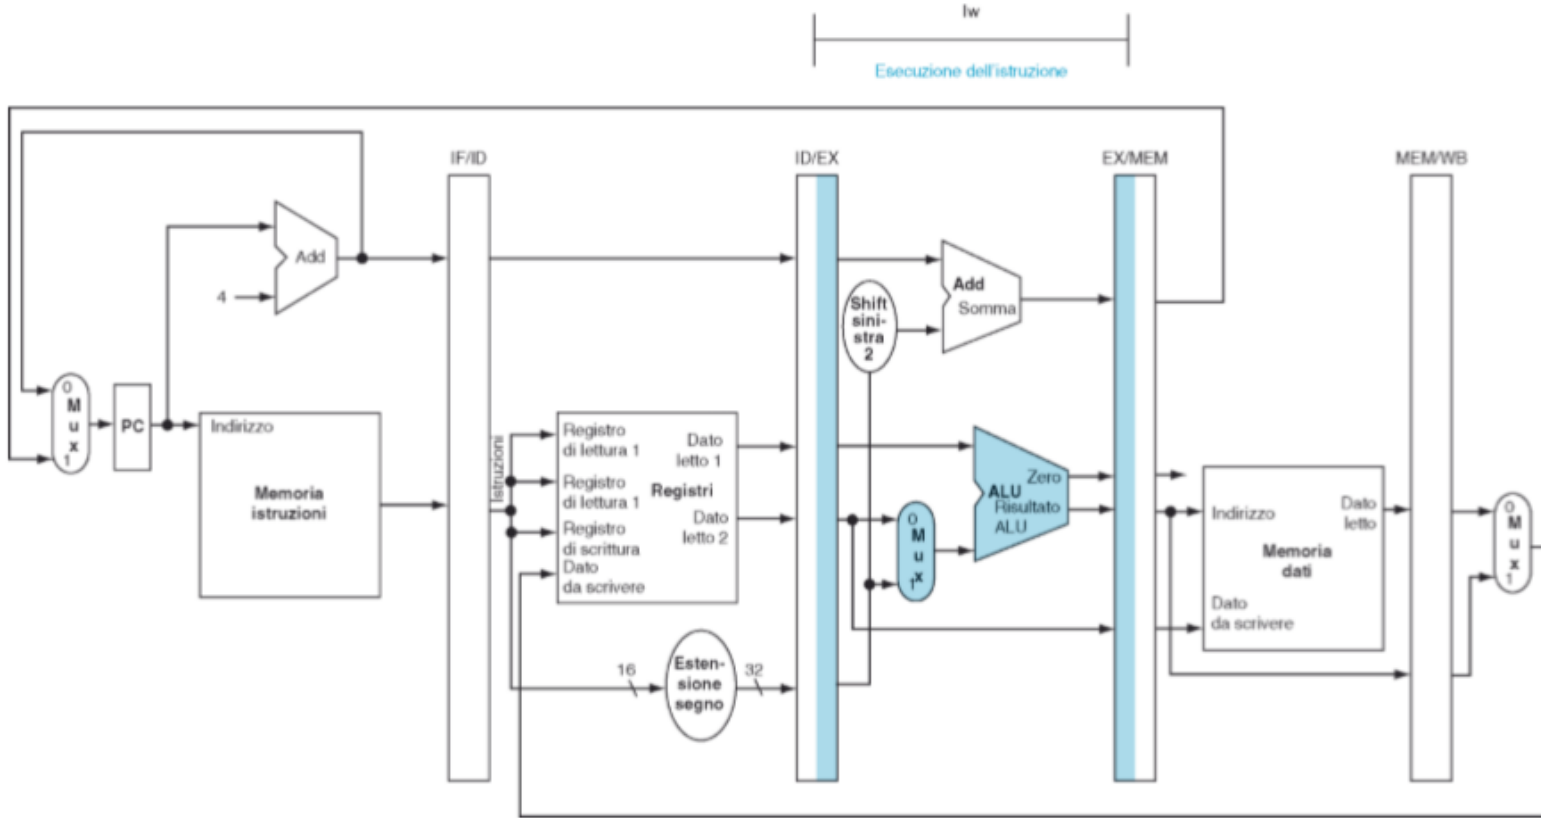 lw
Esecuzione dell'istruzione
IF/ID
ID/EX
EX/MEM
MEM/WB
Add
4
Add
Somma
Shift
sini-
stra
2
0
M
u
x
1
PC
Indirizzo
Memoria
istruzioni
Istruzioni
Registro
di lettura 1
Registro
di lettura 1
Registro
di scrittura
Dato
da scrivere
Registri
Dato
letto 1
Dato
letto 2
16
Esten-
sione
segno
32
0
M
u
x
1
Zero
ALU
Risultato
ALU
Indirizzo
Dato
letto
Memoria
dati
Dato
da scrivere
0
M
u
x
1